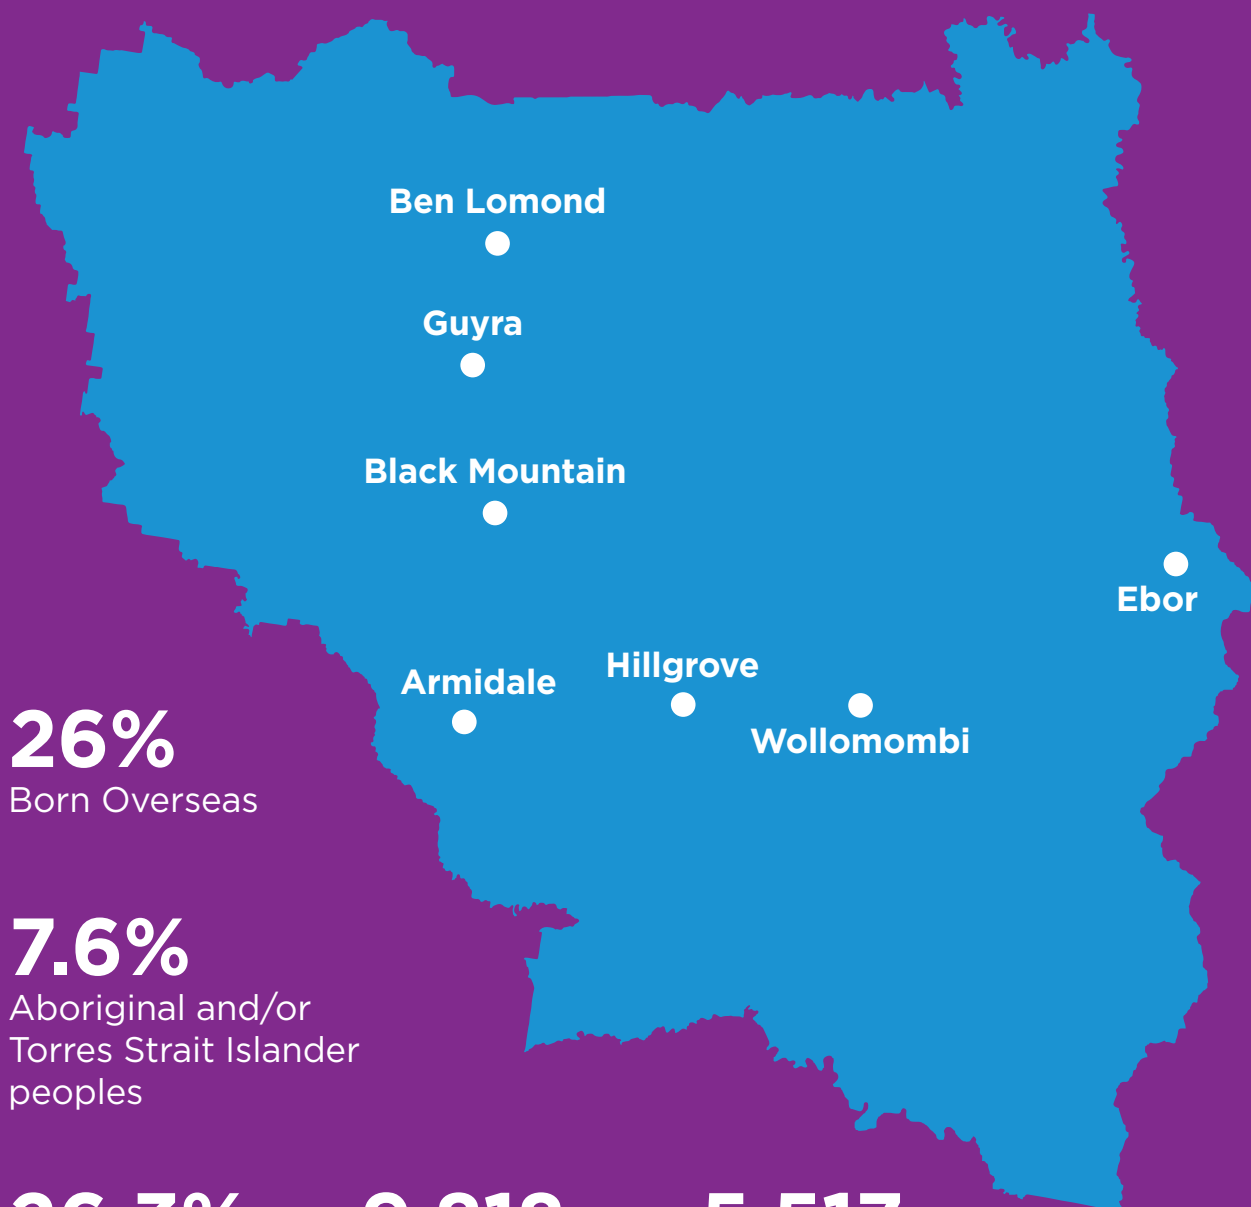 Ben Lomond
Guyra
Black Mountain
Ebor
Hillgrove
Armidale
Wollomombi
26%
Born Overseas
7.6%
Aboriginal and/or
Torres Strait Islander
peoples